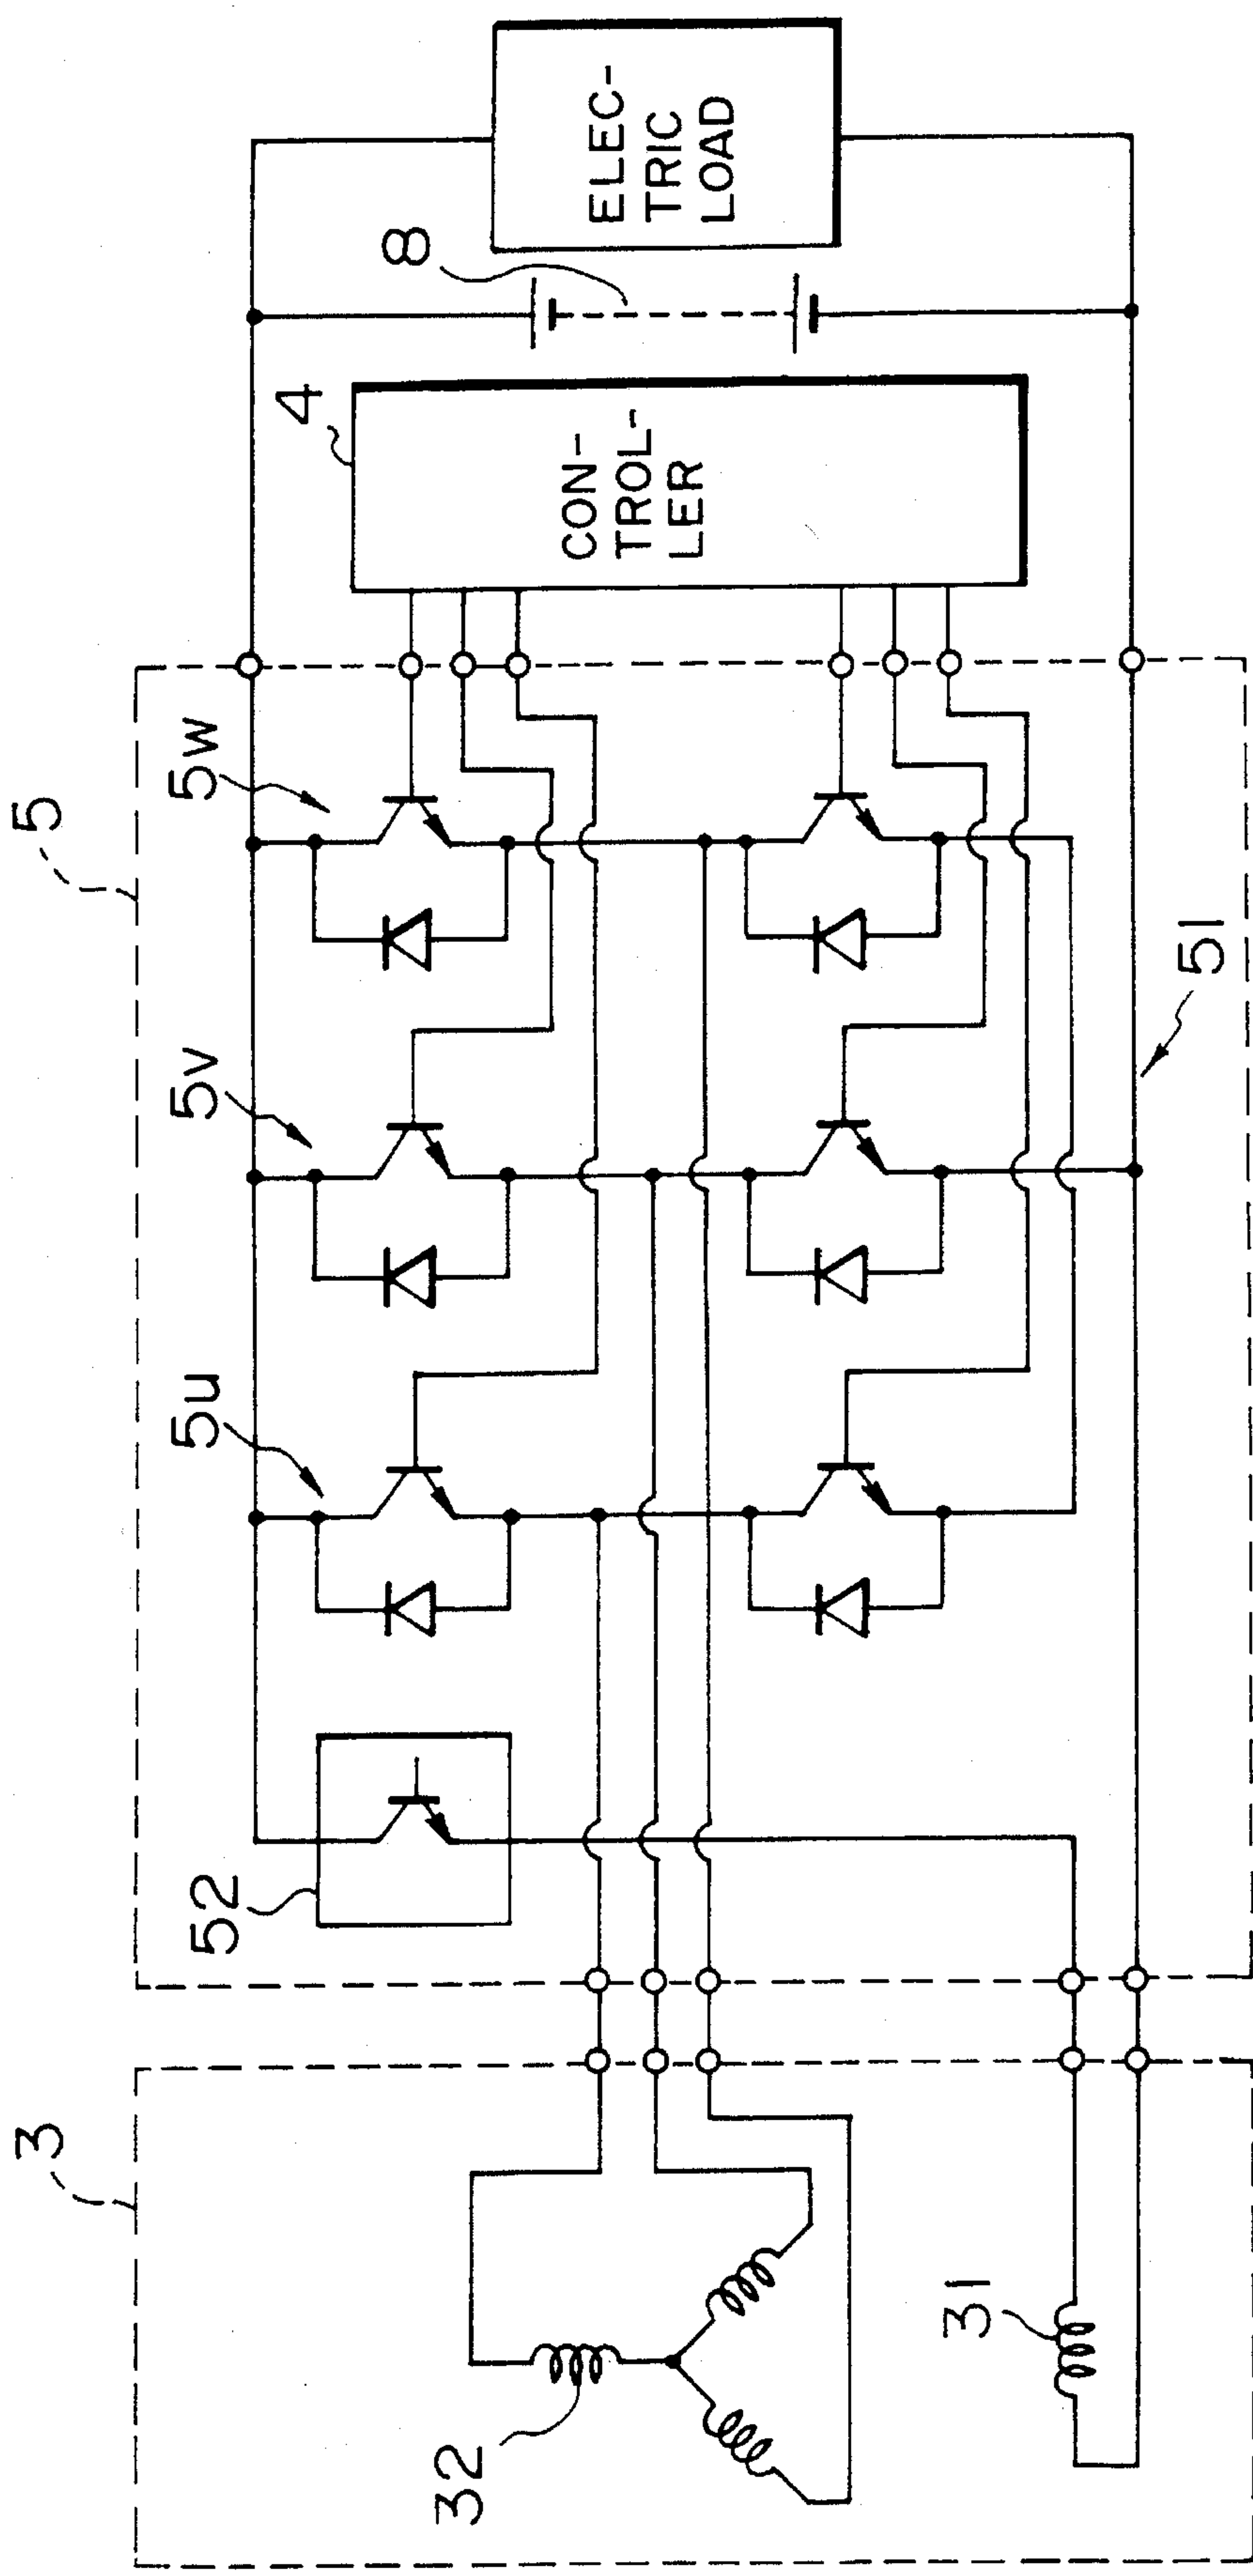 3
32
31
5
52
5u
5v
5w
51
4
CON-
TROL-
LER
8
ELEC-
TRIC
LOAD